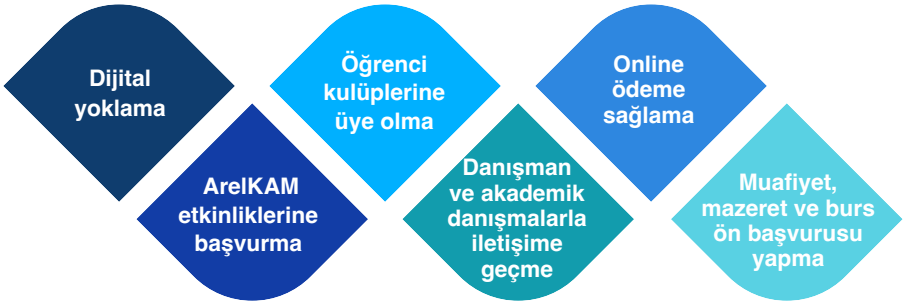 Dijital
yoklama
Öğrenci
kulüplerine
üye olma
Online
ödeme
sağlama
ArelKAM
etkinliklerine
başvurma
Danışman
ve akademik
danışmalarla
iletişime
geçme
Muafiyet,
mazeret ve burs
ön başvurusu
yapma